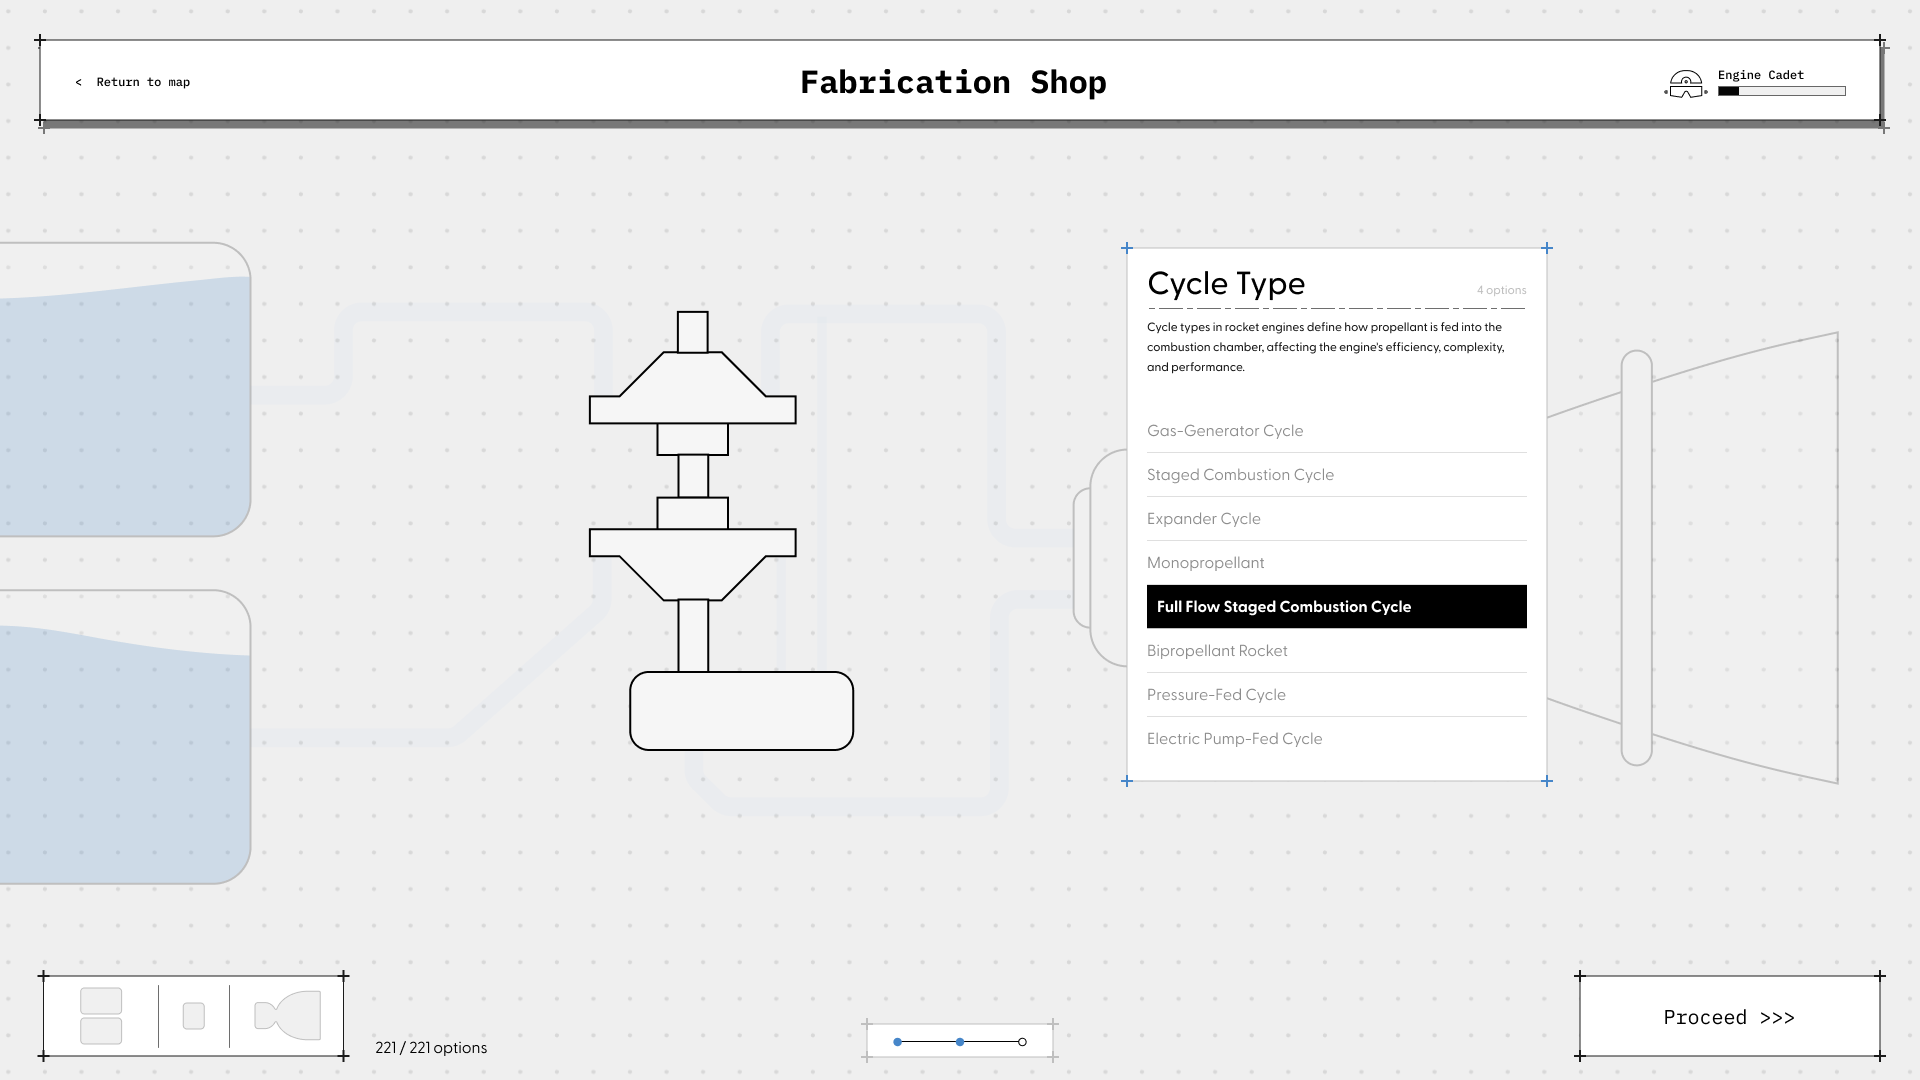 < Return to map
Fabrication Shop
Engine Cadet
Cycle Type
4 options
Cycle types in rocket engines define how propellant is fed into the
combustion chamber, affecting the engine's efficiency, complexity,
and performance.
Gas-Generator Cycle
Staged Combustion Cycle
Expander Cycle
Monopropellant
Full Flow Staged Combustion Cycle
Bipropellant Rocket
Pressure-Fed Cycle
Electric Pump-Fed Cycle
221 / 221 options
Proceed >>>